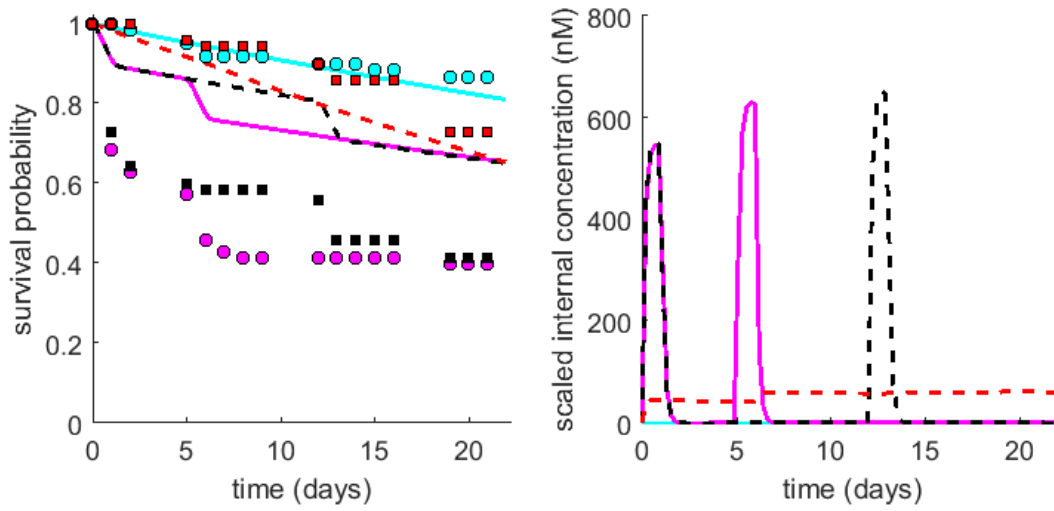 1
0.8
0.6
0.4
0.2
0
survival probability
0 5 10 15 20
time (days)
800
600
400
200
0
scaled internal concentration (nM)
0 5 10 15 20
time (days)